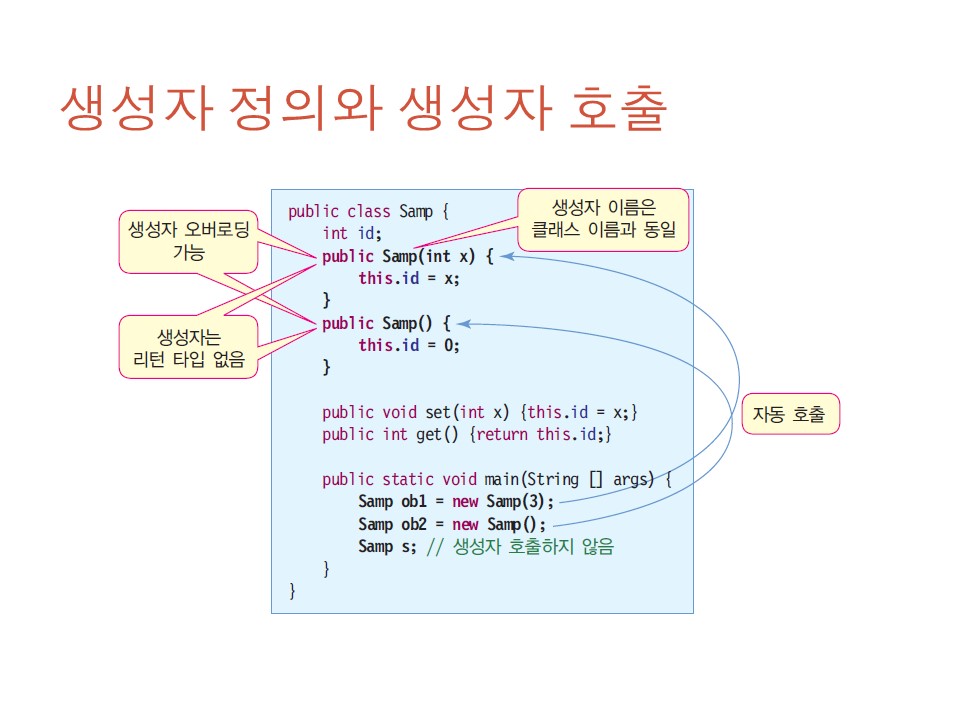 생성자 정의와 생성자 호출
생성자 오버로딩
가능
생성자는
리턴 타입 없음
생성자 이름은
클래스 이름과 동일
public class Samp {
int id;
public Samp(int x) {
this.id = x;
}
public Samp() {
this.id = 0;
}
public void set(int x) {this.id = x;}
public int get() {return this.id;}
public static void main(String [] args) {
Samp ob1 = new Samp(3);
Samp ob2 = new Samp();
Samp s; // 생성자 호출하지 않음
}
}
자동 호출